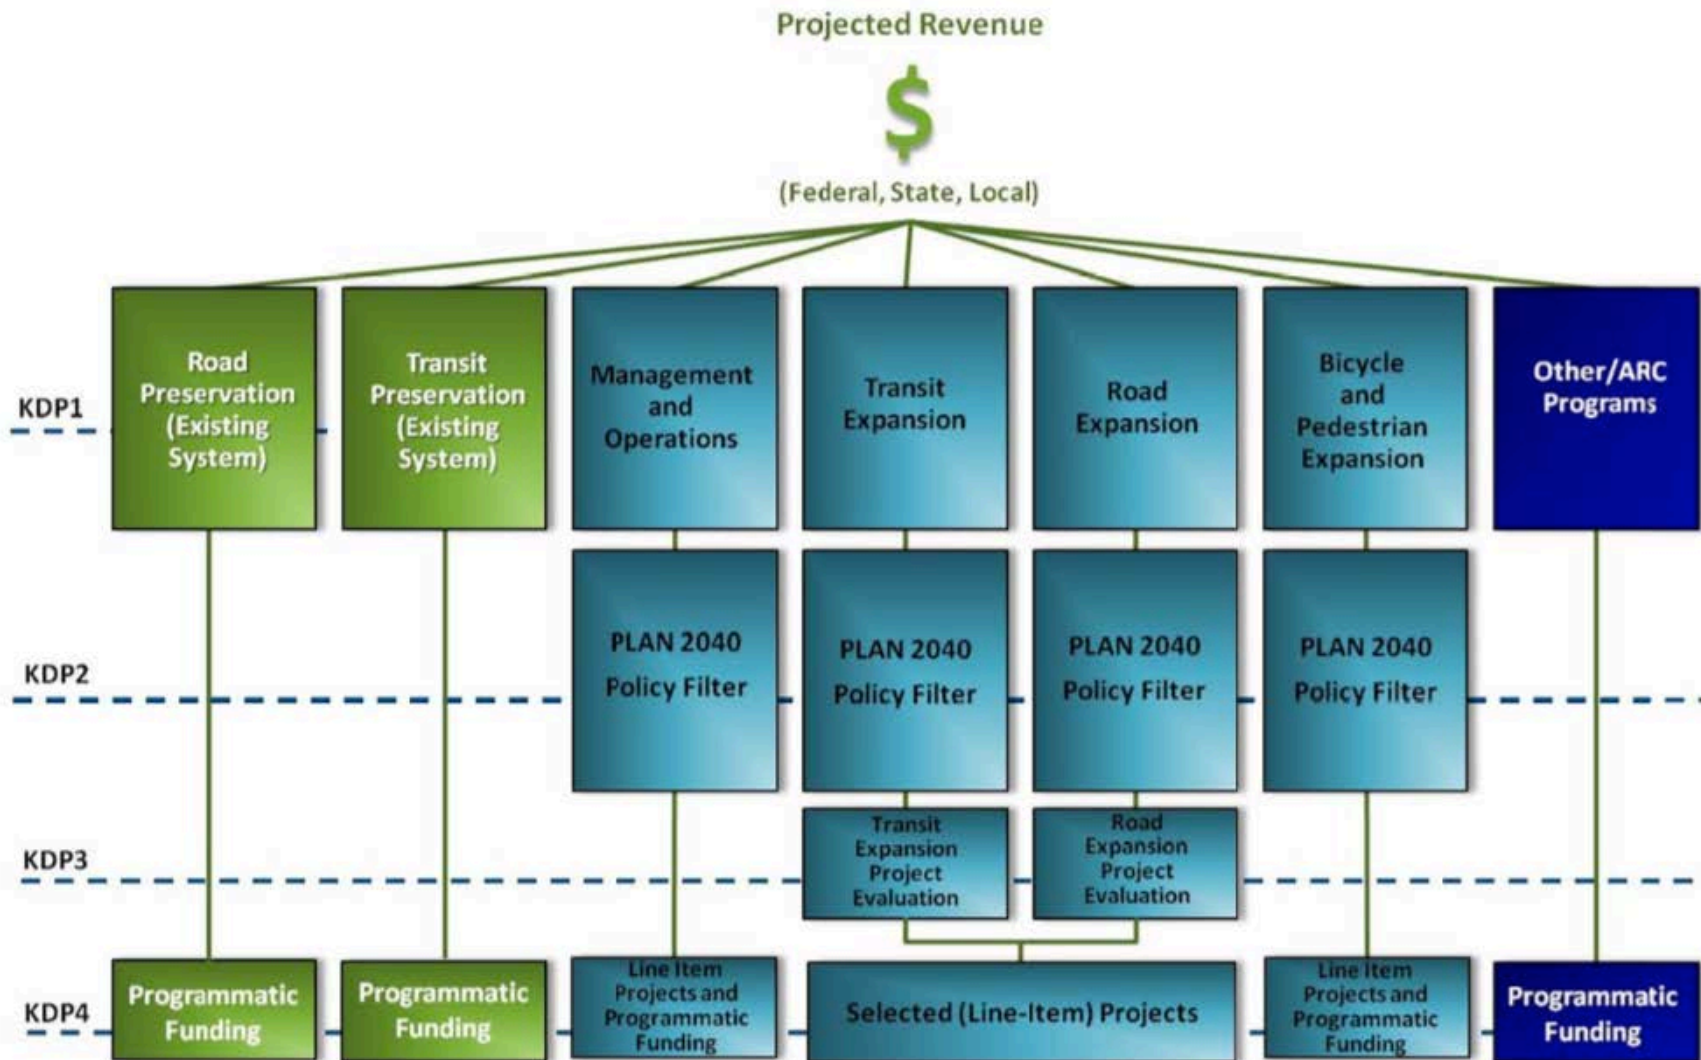 Projected Revenue
$
(Federal, State, Local)
KDP1
Road
Preservation
(Existing
System)
Transit
Preservation
(Existing
System)
Management
and
Operations
Transit
Expansion
Road
Expansion
Bicycle
and
Pedestrian
Expansion
Other/ARC
Programs
KDP2
PLAN 2040
Policy Filter
PLAN 2040
Policy Filter
PLAN 2040
Policy Filter
PLAN 2040
Policy Filter
KDP3
Transit
Expansion
Project
Evaluation
Road
Expansion
Project
Evaluation
KDP4
Programmatic
Funding
Programmatic
Funding
Line Item
Projects and
Programmatic
Funding
Selected (Line-Item) Projects
Line Item
Projects and
Programmatic
Funding
Programmatic
Funding